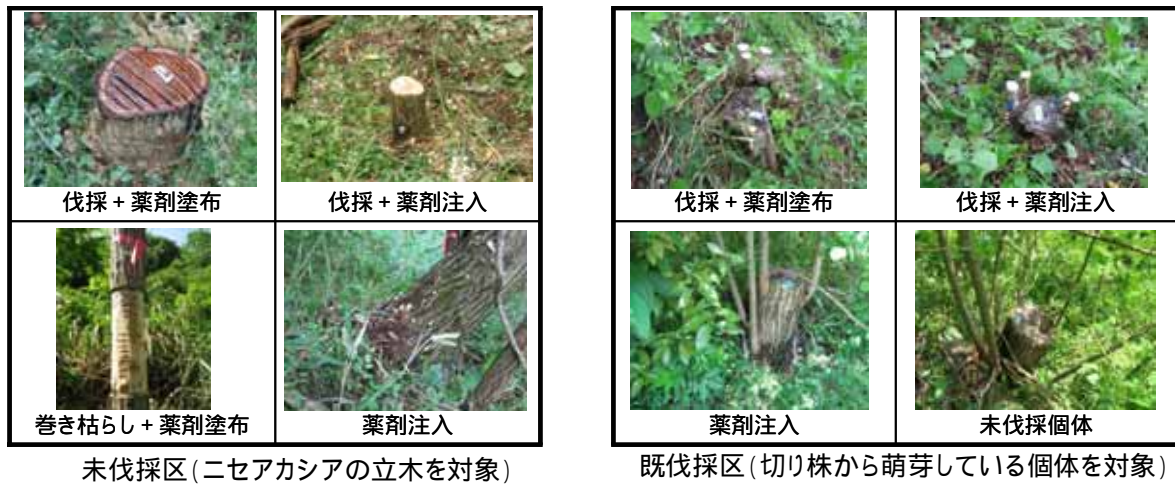 伐採 + 薬剤塗布
伐採 + 薬剤注入
巻き枯らし + 薬剤塗布
薬剤注入
未伐採区(ニセアカシアの立木を対象)
伐採 + 薬剤塗布
伐採 + 薬剤注入
薬剤注入
未伐採個体
既伐採区(切り株から萌芽している個体を対象)